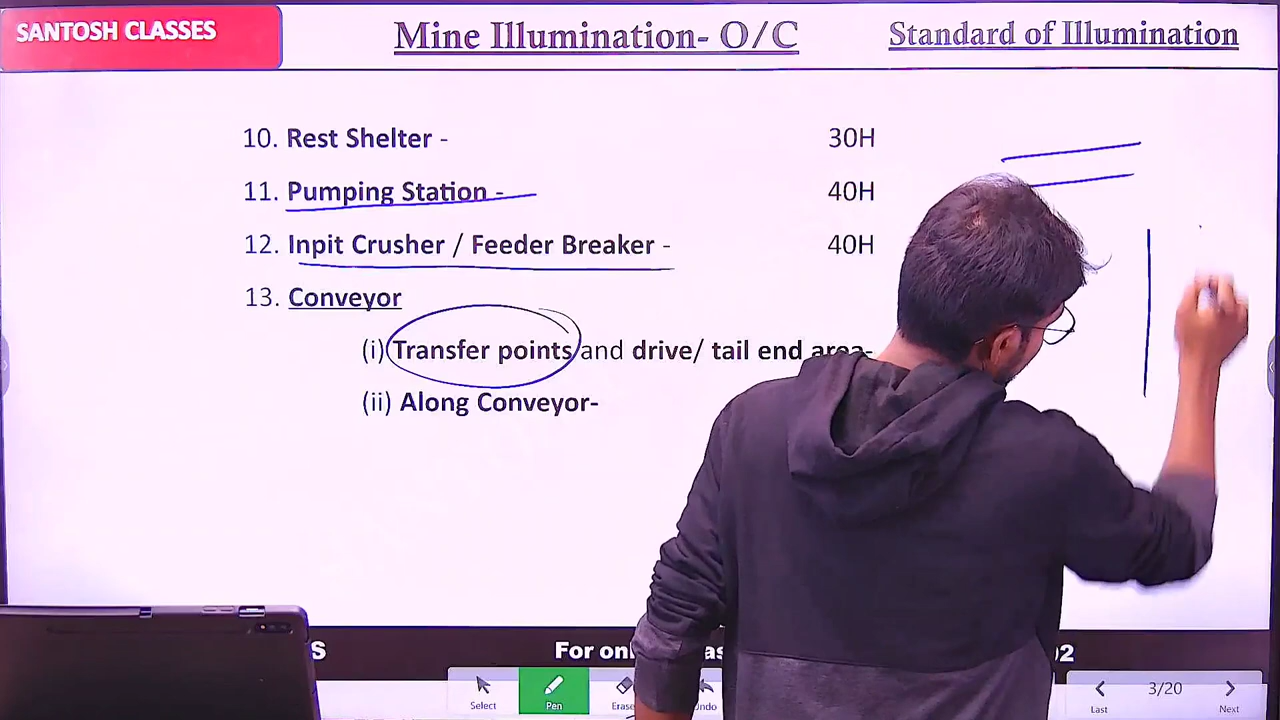 SANTOSH CLASSES
Mine Illumination- O/C
Standard of Illumination
10. Rest Shelter - 30H
11. Pumping Station - 40H
12. Inpit Crusher / Feeder Breaker - 40H
13. Conveyor
(i) Transfer points and drive/ tail end area-
(ii) Along Conveyor-
For
Select
Pen
3/20
Last
Next